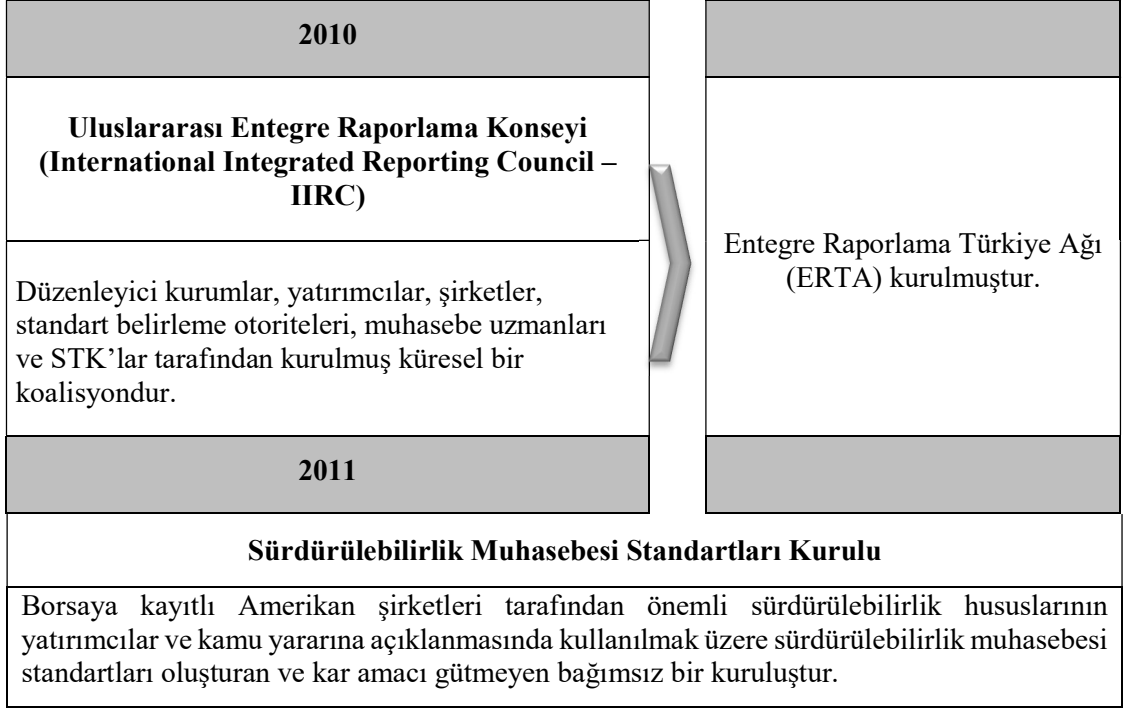 2010
Uluslararası Entegre Raporlama Konseyi
(International Integrated Reporting Council –
IIRC)
Düzenleyici kurumlar, yatırımcılar, şirketler,
standart belirleme otoriteleri, muhasebe uzmanları
ve STK’lar tarafından kurulmuş küresel bir
koalisyondur.
Entegre Raporlama Türkiye Ağı
(ERTA) kurulmuştur.
2011
Sürdürülebilirlik Muhasebesi Standartları Kurulu
Borsaya kayıtlı Amerikan şirketleri tarafından önemli sürdürülebilirlik hususlarının
yatırımcılar ve kamu yararına açıklanmasında kullanılmak üzere sürdürülebilirlik muhasebesi
standartları oluşturan ve kar amacı gütmeyen bağımsız bir kuruluştur.